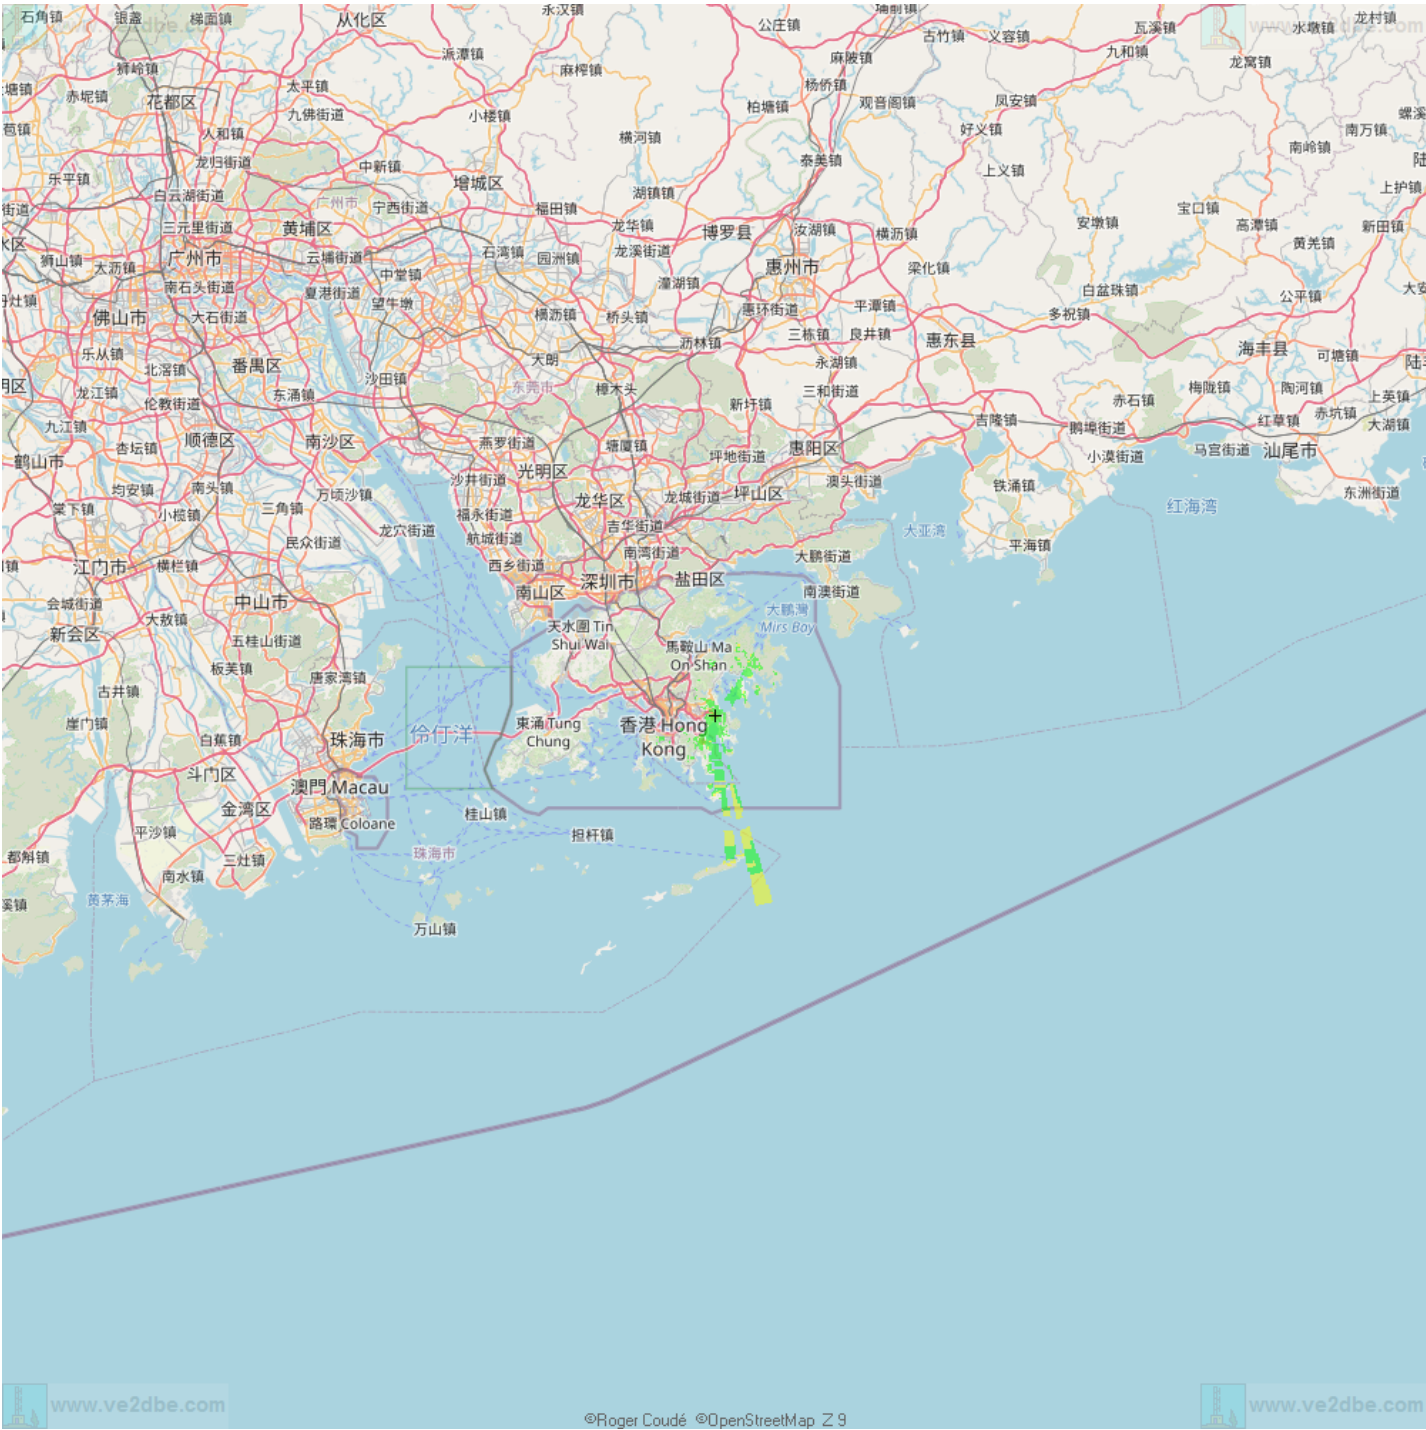 石角镇
银盏
梯面镇
从化区
永汉镇
公庄镇
古竹镇
义容镇
瓦溪镇
水墩镇
龙村镇
www.ve2dbe.com
www.ve2dbe.com
派潭镇
麻陂镇
九和镇
龙窝镇
狮岭镇
太平镇
麻榨镇
杨侨镇
赤坭镇
花都区
九佛街道
小楼镇
柏塘镇
观音阁镇
凤安镇
人和镇
横河镇
好义镇
南万镇
龙归街道
中新镇
泰美镇
上义镇
南岭镇
乐平镇
白云湖街道
增城区
湖镇镇
上护镇
广州市
宁西街道
福田镇
宝口镇
三元里街道
黄埔区
龙华镇
博罗县
汝湖镇
横沥镇
安墩镇
高潭镇
新田镇
狮山镇
太沥镇
广州市
云埔街道
石湾镇
园洲镇
龙溪街道
惠州市
梁化镇
黄羌镇
南石头街道
夏港街道
中堂镇
望牛墩
潼湖镇
白盆珠镇
公平镇
佛山市
大石街道
横沥镇
桥头镇
惠环街道
平潭镇
多祝镇
乐从镇
番禺区
天朗
沥林镇
三栋镇
良井镇
惠东县
海丰县
可塘镇
北滘镇
沙田镇
东莞市
樟木头
永湖镇
龙江镇
伦教街道
东涌镇
新圩镇
三和街道
赤石镇
梅陇镇
陶河镇
上英镇
九江镇
杏坛镇
顺德区
南沙区
燕罗街道
塘厦镇
坪地街道
惠阳区
吉隆镇
鹅埠街道
红草镇
赤坑镇
大湖镇
鹤山市
光明区
小漠街道
马宫街道
汕尾市
均安镇
南头镇
万顷沙镇
沙井街道
龙华区
龙城街道
坪山区
澳头街道
铁涌镇
东洲街道
棠下镇
小榄镇
三角镇
龙穴街道
福永街道
吉华街道
红海湾
民众街道
航城街道
南湾街道
大亚湾
平海镇
江门市
横栏镇
西乡街道
大鹏街道
会城街道
中山市
南山区
深圳市
盐田区
南澳街道
新会区
大敖镇
五桂山街道
天水圍 Tin
Shui Wai
大鵬灣
Mirs Bay
板芙镇
唐家湾镇
馬鞍山 Ma
On Shan
古井镇
崖门镇
白蕉镇
珠海市
伶仃洋
東涌 Tung
Chung
香港 Hong
Kong
斗门区
金湾区
澳門 Macau
桂山镇
担杆镇
平沙镇
路環 Coloane
都斛镇
三灶镇
珠海市
南水镇
黄茅海
万山镇
www.ve2dbe.com
www.ve2dbe.com
©Roger Coudé ©OpenStreetMap Z 9